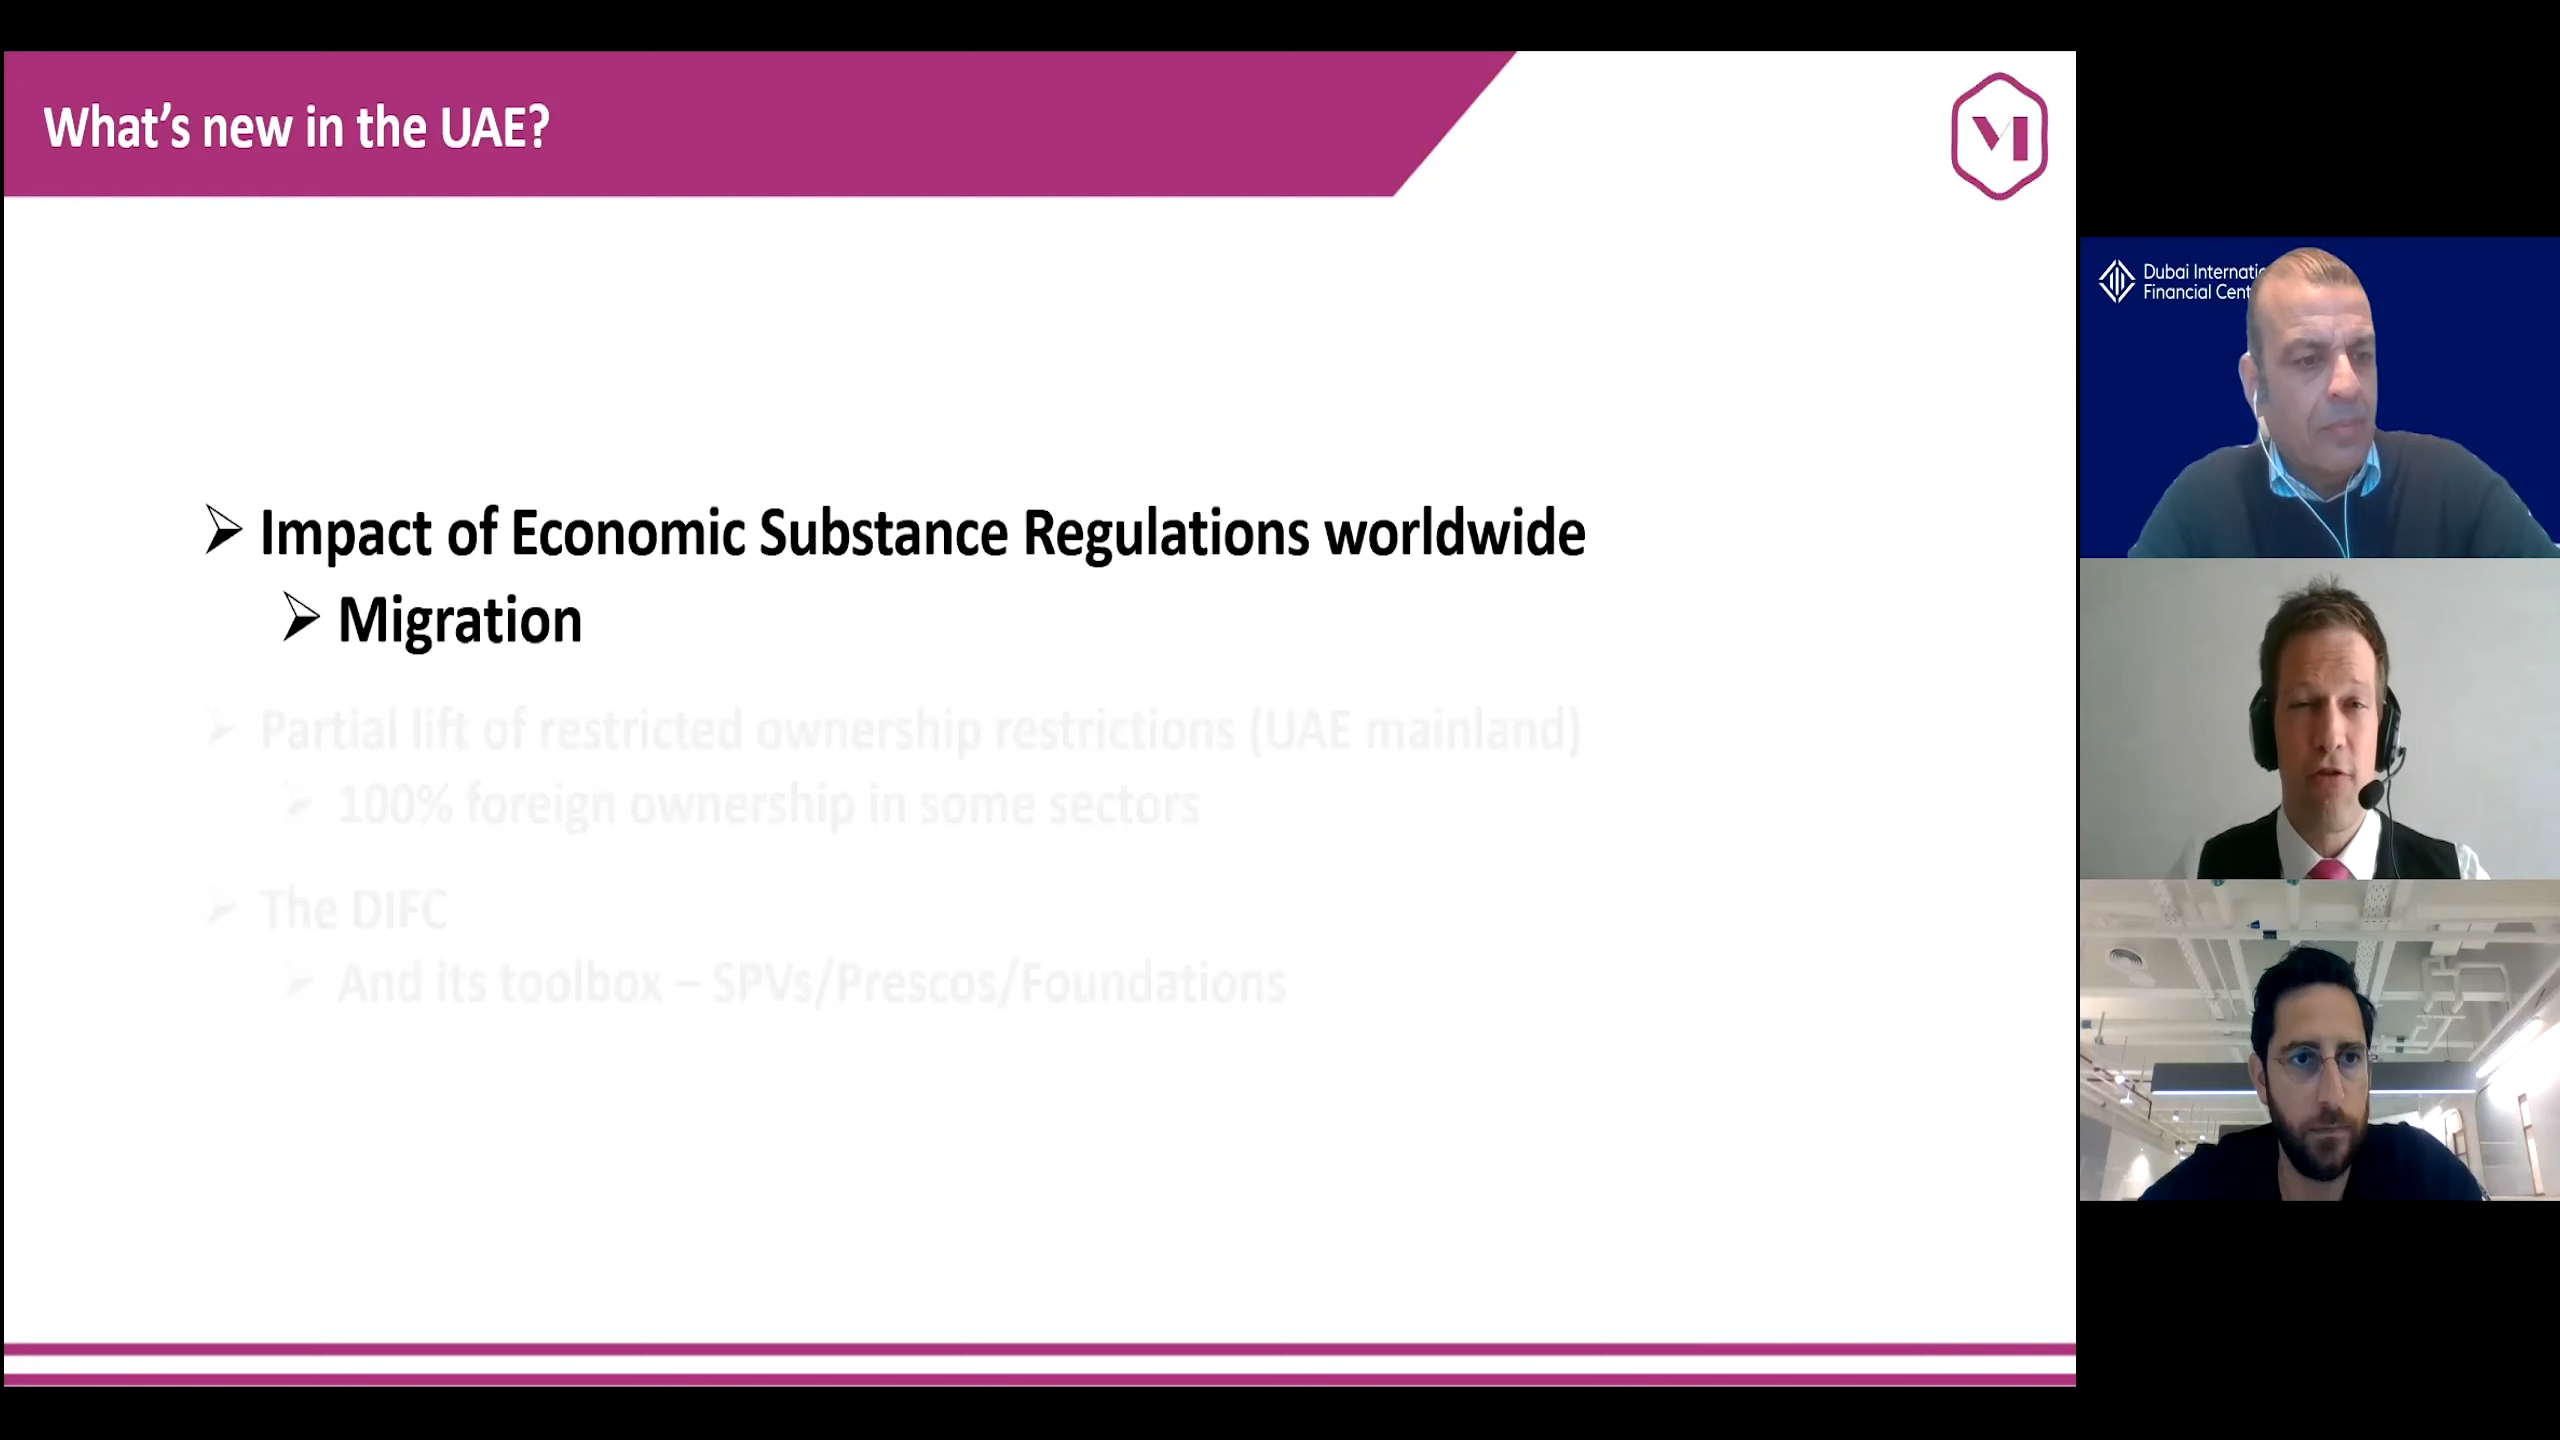 What's new in the UAE?
Impact of Economic Substance Regulations worldwide
Migration
Partial lift of restricted ownership restrictions (UAE mainland)
100% foreign ownership in some sectors
The DIFC
And its toolbox – SPVs/Prescos/Foundations
Dubai Internatio
Financial Cent